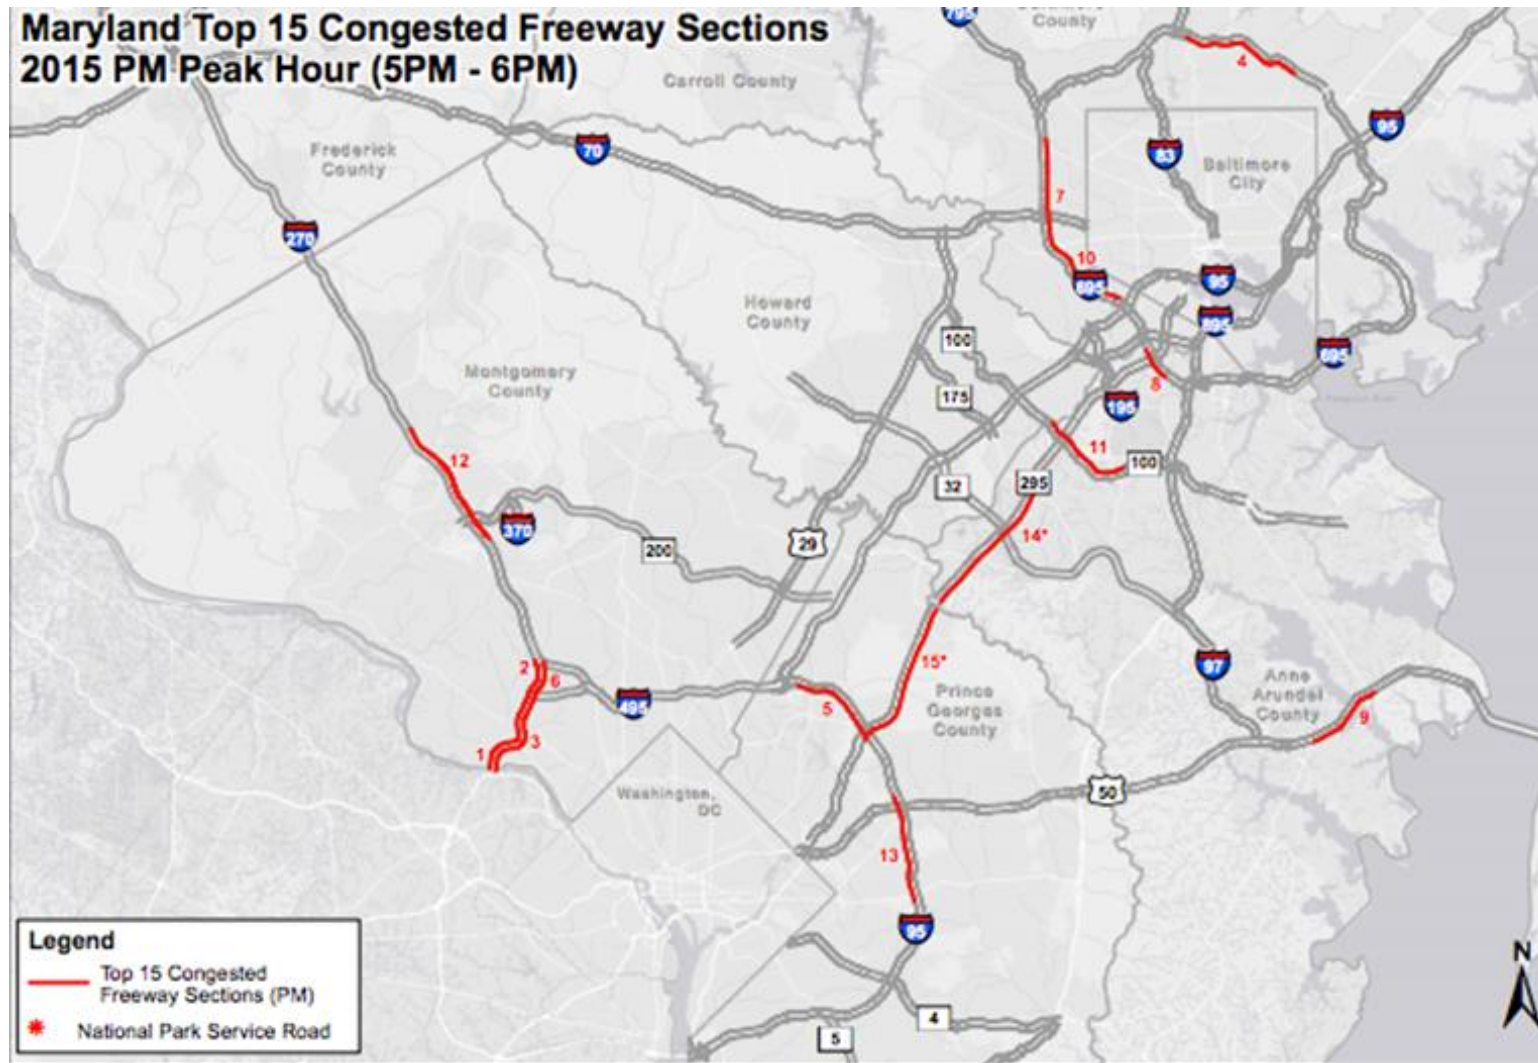 Maryland Top 15 Congested Freeway Sections
2015 PM Peak Hour (5PM - 6PM)
795
County
Carroll County
4
95
70
Frederick
County
83
Baltimore
City
7
270
10
695
95
Howard
County
895
100
695
Montgomery
County
8
175
195
12
11
100
32
295
370
29
14*
200
2
6
15*
97
495
Prince
Georges
County
Anne
Arundel
County
5
9
1
3
Washington,
DC
50
13
95
4
5
N
Legend
Top 15 Congested
Freeway Sections (PM)
* National Park Service Road